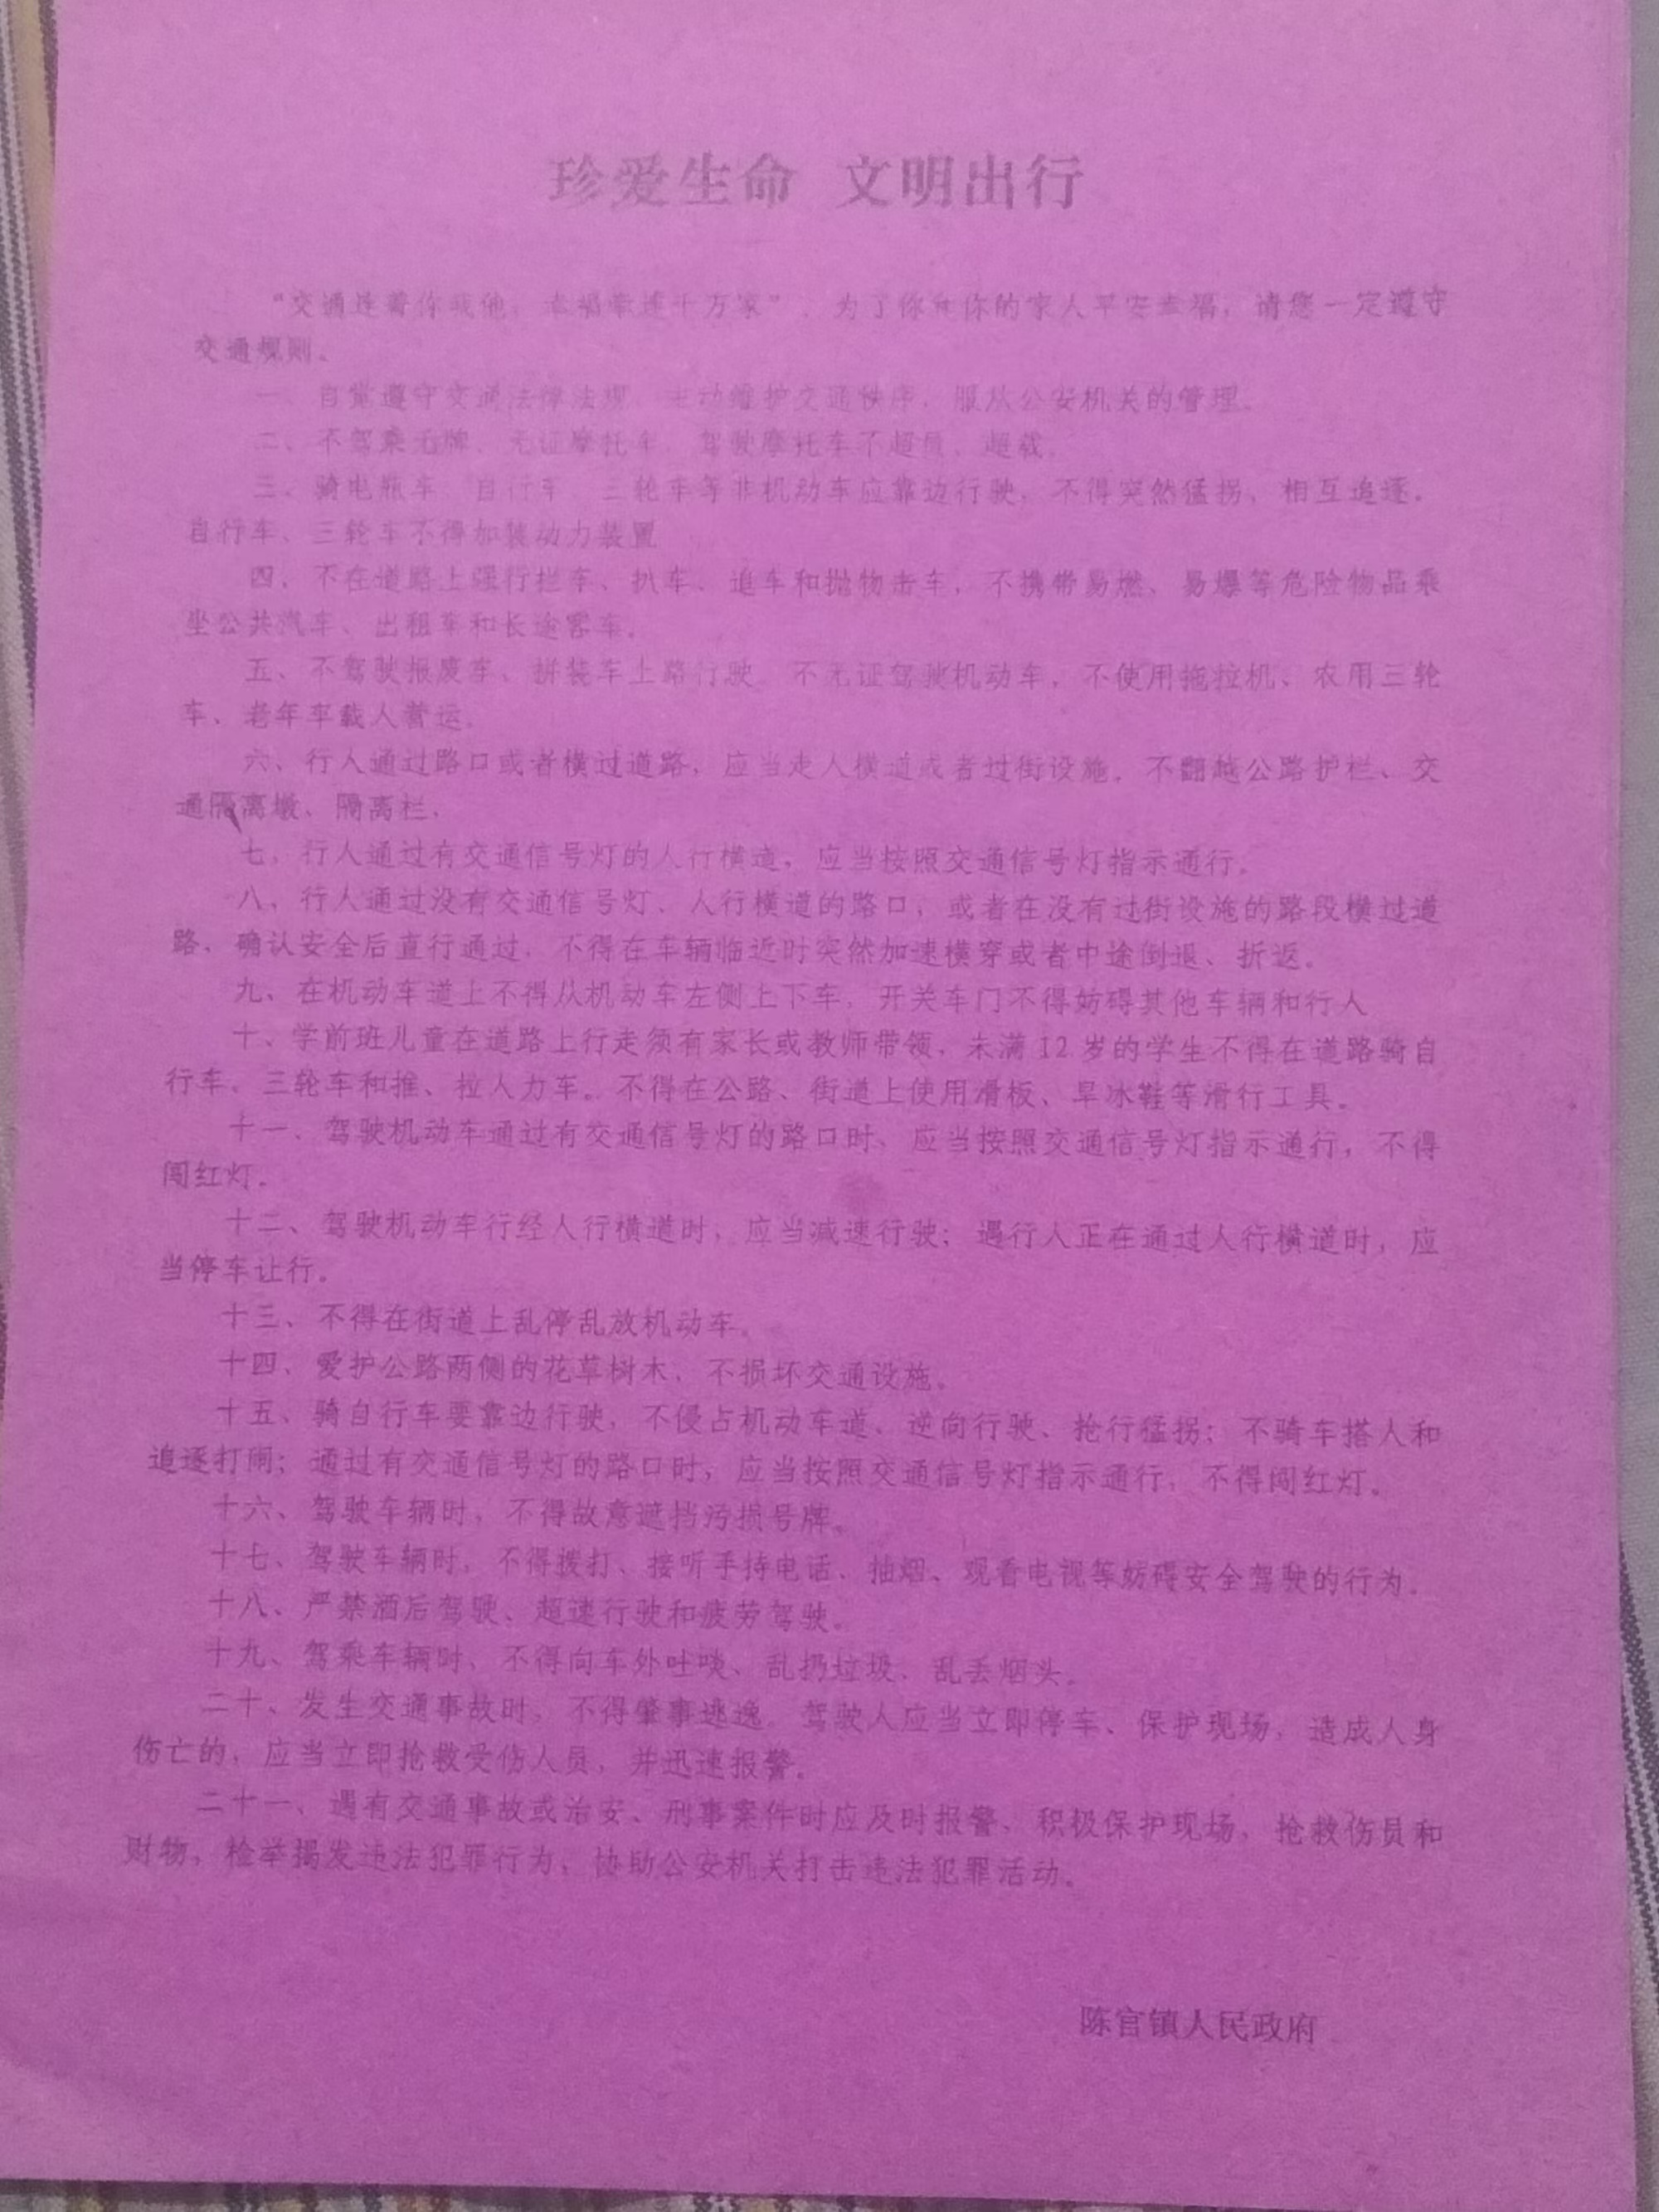 珍爱生命 文明出行
“交通连着你我他，幸福牵连千万家”。为了你和你的家人平安幸福，请您一定遵守
交通规则。
一、自觉遵守交通法律法规，主动维护交通秩序，服从公安机关的管理。
二、不驾乘无牌、无证摩托车，驾驶摩托车不超员、超载。
三、骑电瓶车、自行车、三轮车等非机动车应靠边行驶，不得突然猛拐、相互追逐。
自行车、三轮车不得加装动力装置
四、不在道路上强行拦车、扒车、追车和抛物击车，不携带易燃、易爆等危险物品乘
坐公共汽车、出租车和长途客车。
五、不驾驶报废车、拼装车上路行驶，不无证驾驶机动车，不使用拖拉机、农用三轮
车、老年车载人营运。
六、行人通过路口或者横过道路，应当走人横道或者过街设施，不翻越公路护栏、交
通隔离墩、隔离栏。
七、行人通过有交通信号灯的人行横道，应当按照交通信号灯指示通行。
八、行人通过没有交通信号灯、人行横道的路口，或者在没有过街设施的路段横过道
路，确认安全后直行通过，不得在车辆临近时突然加速横穿或者中途倒退、折返。
九、在机动车道上不得从机动车左侧上下车，开关车门不得妨碍其他车辆和行人
十、学前班儿童在道路上行走须有家长或教师带领，未满12岁的学生不得在道路骑自
行车、三轮车和推、拉人力车。不得在公路、街道上使用滑板、旱冰鞋等滑行工具。
十一、驾驶机动车通过有交通信号灯的路口时、应当按照交通信号灯指示通行，不得
闯红灯。
十二、驾驶机动车行经人行横道时，应当减速行驶；遇行人正在通过人行横道时，应
当停车让行。
十三、不得在街道上乱停乱放机动车。
十四、爱护公路两侧的花草树木，不损坏交通设施。
十五、骑自行车要靠边行驶，不侵占机动车道、逆向行驶、抢行猛拐；不骑车搭人和
追逐打闹；通过有交通信号灯的路口时，应当按照交通信号灯指示通行，不得闯红灯。
十六、驾驶车辆时，不得故意遮挡污损号牌。
十七、驾驶车辆时，不得拨打、接听手持电话、抽烟、观看电视等妨碍安全驾驶的行为。
十八、严禁酒后驾驶、超速行驶和疲劳驾驶。
十九、驾乘车辆时、不得向车外吐啖、乱扔垃圾、乱丢烟头。
二十、发生交通事故时，不得肇事逃逸，驾驶人应当立即停车、保护现场，造成人身
伤亡的，应当立即抢救受伤人员，并迅速报警。
二十一、遇有交通事故或治安、刑事案件时应及时报警，积极保护现场，抢救伤员和
财物，检举揭发违法犯罪行为，协助公安机关打击违法犯罪活动。
陈官镇人民政府